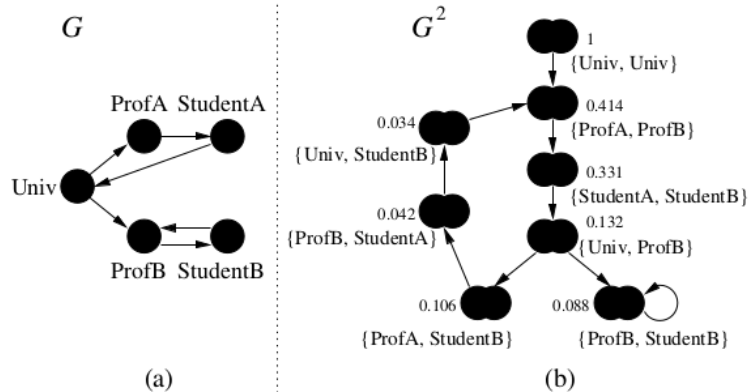 G
ProfA StudentA
Univ
ProfB StudentB
(a)
G²
1
{Univ, Univ}
0.414
{ProfA, ProfB}
0.034
{Univ, StudentB}
0.331
{StudentA, StudentB}
0.042
{ProfB, StudentA}
0.132
{Univ, ProfB}
0.106
{ProfA, StudentB}
0.088
{ProfB, StudentB}
(b)